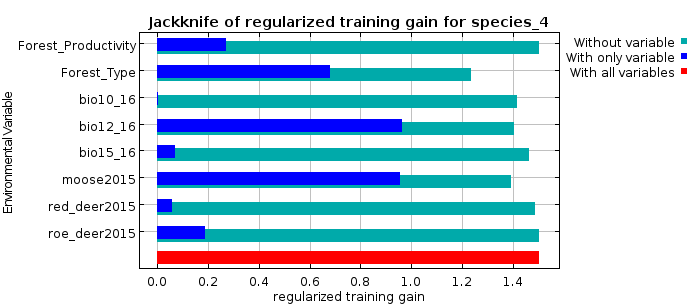 Jackknife of regularized training gain for species_4
Environmental Variable
Forest_Productivity
Forest_Type
bio10_16
bio12_16
bio15_16
moose2015
red_deer2015
roe_deer2015
0.0 0.2 0.4 0.6 0.8 1.0 1.2 1.4
regularized training gain
Without variable
With only variable
With all variables